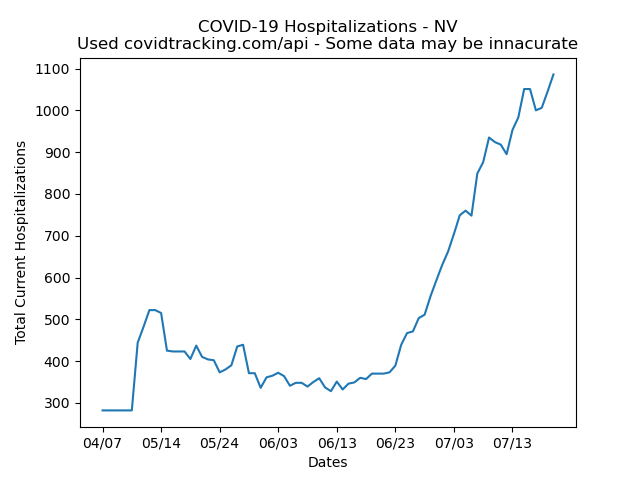 COVID-19 Hospitalizations - NV
Used covidtracking.com/api - Some data may be innacurate
Total Current Hospitalizations
1100
1000
900
800
700
600
500
400
300
04/07 05/14 05/24 06/03 06/13 06/23 07/03 07/13
Dates